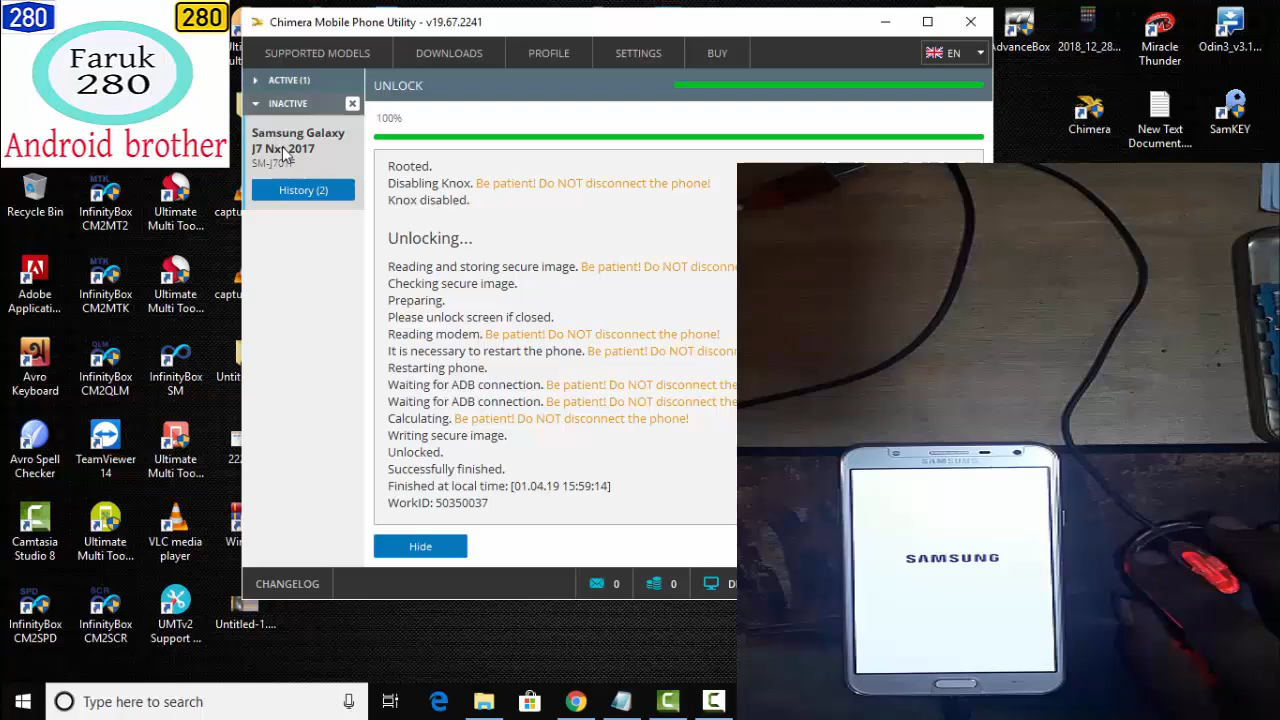 280
280
Faruk
280
Android brother
Chimera Mobile Phone Utility - v19.67.2241
SUPPORTED MODELS
DOWNLOADS
PROFILE
SETTINGS
BUY
EN
ACTIVE (1)
INACTIVE
Samsung Galaxy
J7 Nxt 2017
History (2)
UNLOCK
100%
Rooted.
Disabling Knox. Be patient! Do NOT disconnect the phone!
Knox disabled.
Unlocking...
Reading and storing secure image. Be patient! Do NOT disconn
Checking secure image.
Preparing.
Please unlock screen if closed.
Reading modem. Be patient! Do NOT disconnect the phone!
It is necessary to restart the phone. Be patient! Do NOT disconn
Restarting phone.
Waiting for ADB connection. Be patient! Do NOT disconnect the
Waiting for ADB connection. Be patient! Do NOT disconnect the
Calculating. Be patient! Do NOT disconnect the phone!
Writing secure image.
Unlocked.
Successfully finished.
Finished at local time: [01.04.19 15:59:14]
WorkID: 50350037
Hide
CHANGELOG
0
0
AdvanceBox
2018_12_28...
Miracle
Thunder
Odin3_v3.1...
Chimera
New Text
Document....
SamKEY
Recycle Bin
InfinityBox
CM2MT2
Ultimate
Multi Too...
captu
Adobe
Applicati...
InfinityBox
CM2MTK
Ultimate
Multi Too...
captu
Avro
Keyboard
InfinityBox
CM2QLM
InfinityBox
SM
Untit
Avro Spell
Checker
TeamViewer
14
Ultimate
Multi Too...
Camtasia
Studio 8
Ultimate
Multi Too...
VLC media
player
InfinityBox
CM2SPD
InfinityBox
CM2SCR
UMTv2
Support ...
Untitled-1....
SAMSUNG
SAMSUNG
Type here to search